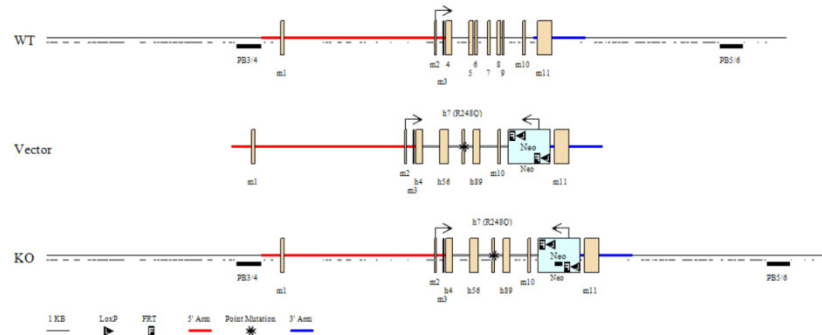 WT
PB3/4
m1
m2
m3
4
5
6
7
8
9
m10
m11
PB5/6
h7 (R248Q)
Vector
m1
m2
m3
h4
h56
h89
m10
Neo
Neo
m11
h7 (R248Q)
KO
PB3/4
m1
m2
m3
h4
h56
h89
m10
Neo
Neo
m11
PB5/6
1 KB LoxP FRT 5' Arm Point Mutation 3' Arm